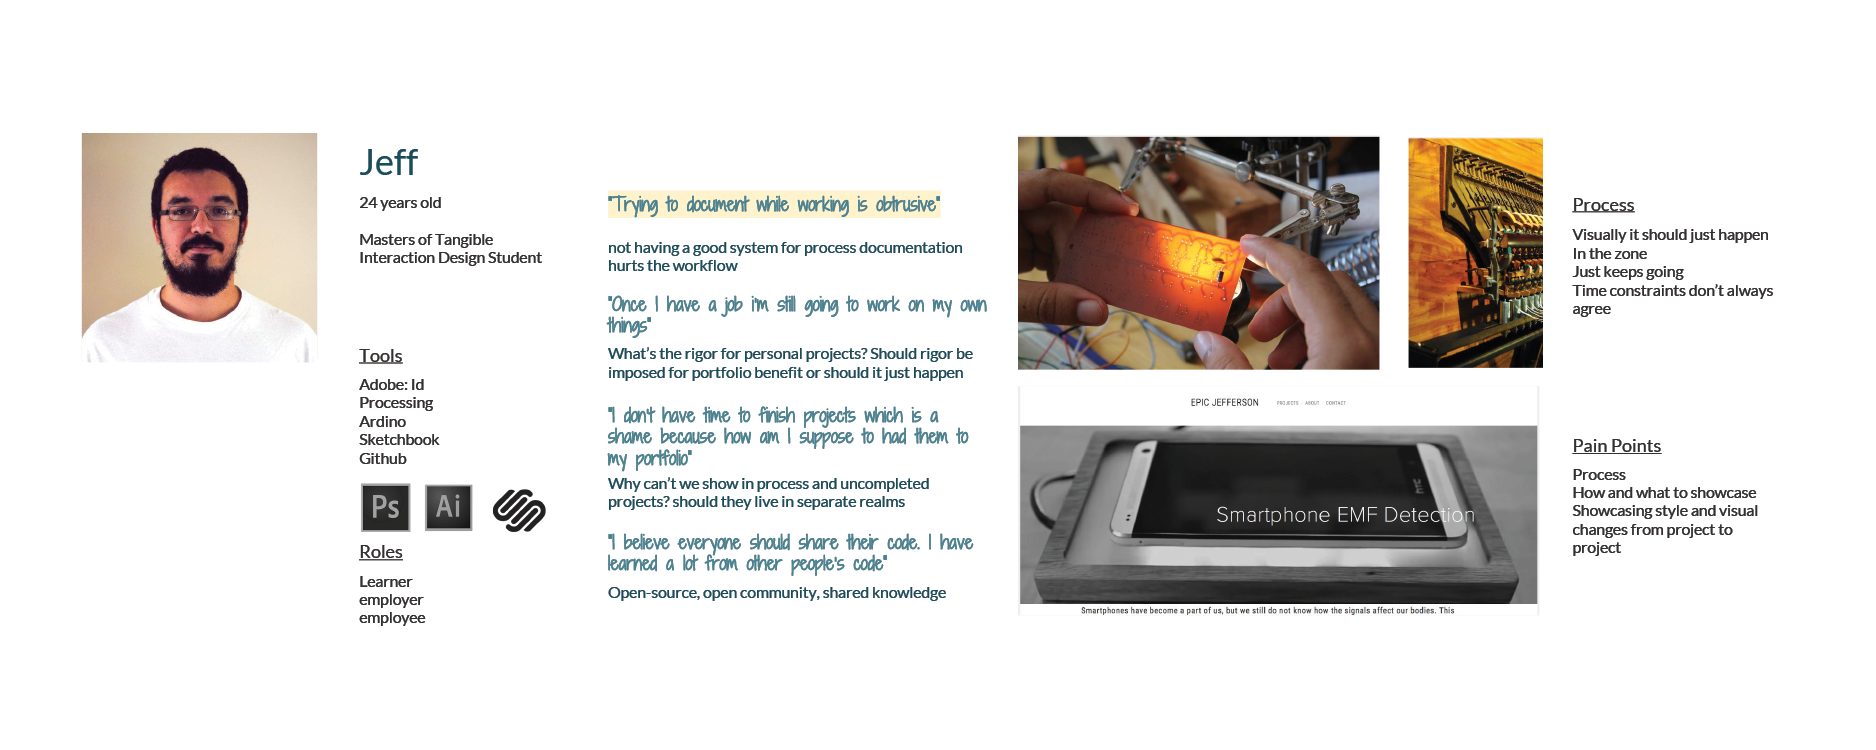 Jeff
24 years old
Masters of Tangible
Interaction Design Student
Tools
Adobe: Id
Processing
Ardino
Sketchbook
Github
Ps Ai
Roles
Learner
employer
employee
"Trying to document while working is obtrusive"
not having a good system for process documentation
hurts the workflow
"Once I have a job i'm still going to work on my own
things"
What's the rigor for personal projects? Should rigor be
imposed for portfolio benefit or should it just happen
"I don't have time to finish projects which is a
shame because how am I suppose to had them to
my portfolio"
Why can't we show in process and uncompleted
projects? should they live in separate realms
"I believe everyone should share their code. I have
learned a lot from other people's code"
Open-source, open community, shared knowledge
EPIC JEFFERSON PROJECTS · ABOUT · CONTACT
hTC
Smartphone EMF Detection
Smartphones have become a part of us, but we still do not know how the signals affect our bodies. This
Process
Visually it should just happen
In the zone
Just keeps going
Time constraints don't always
agree
Pain Points
Process
How and what to showcase
Showcasing style and visual
changes from project to
project